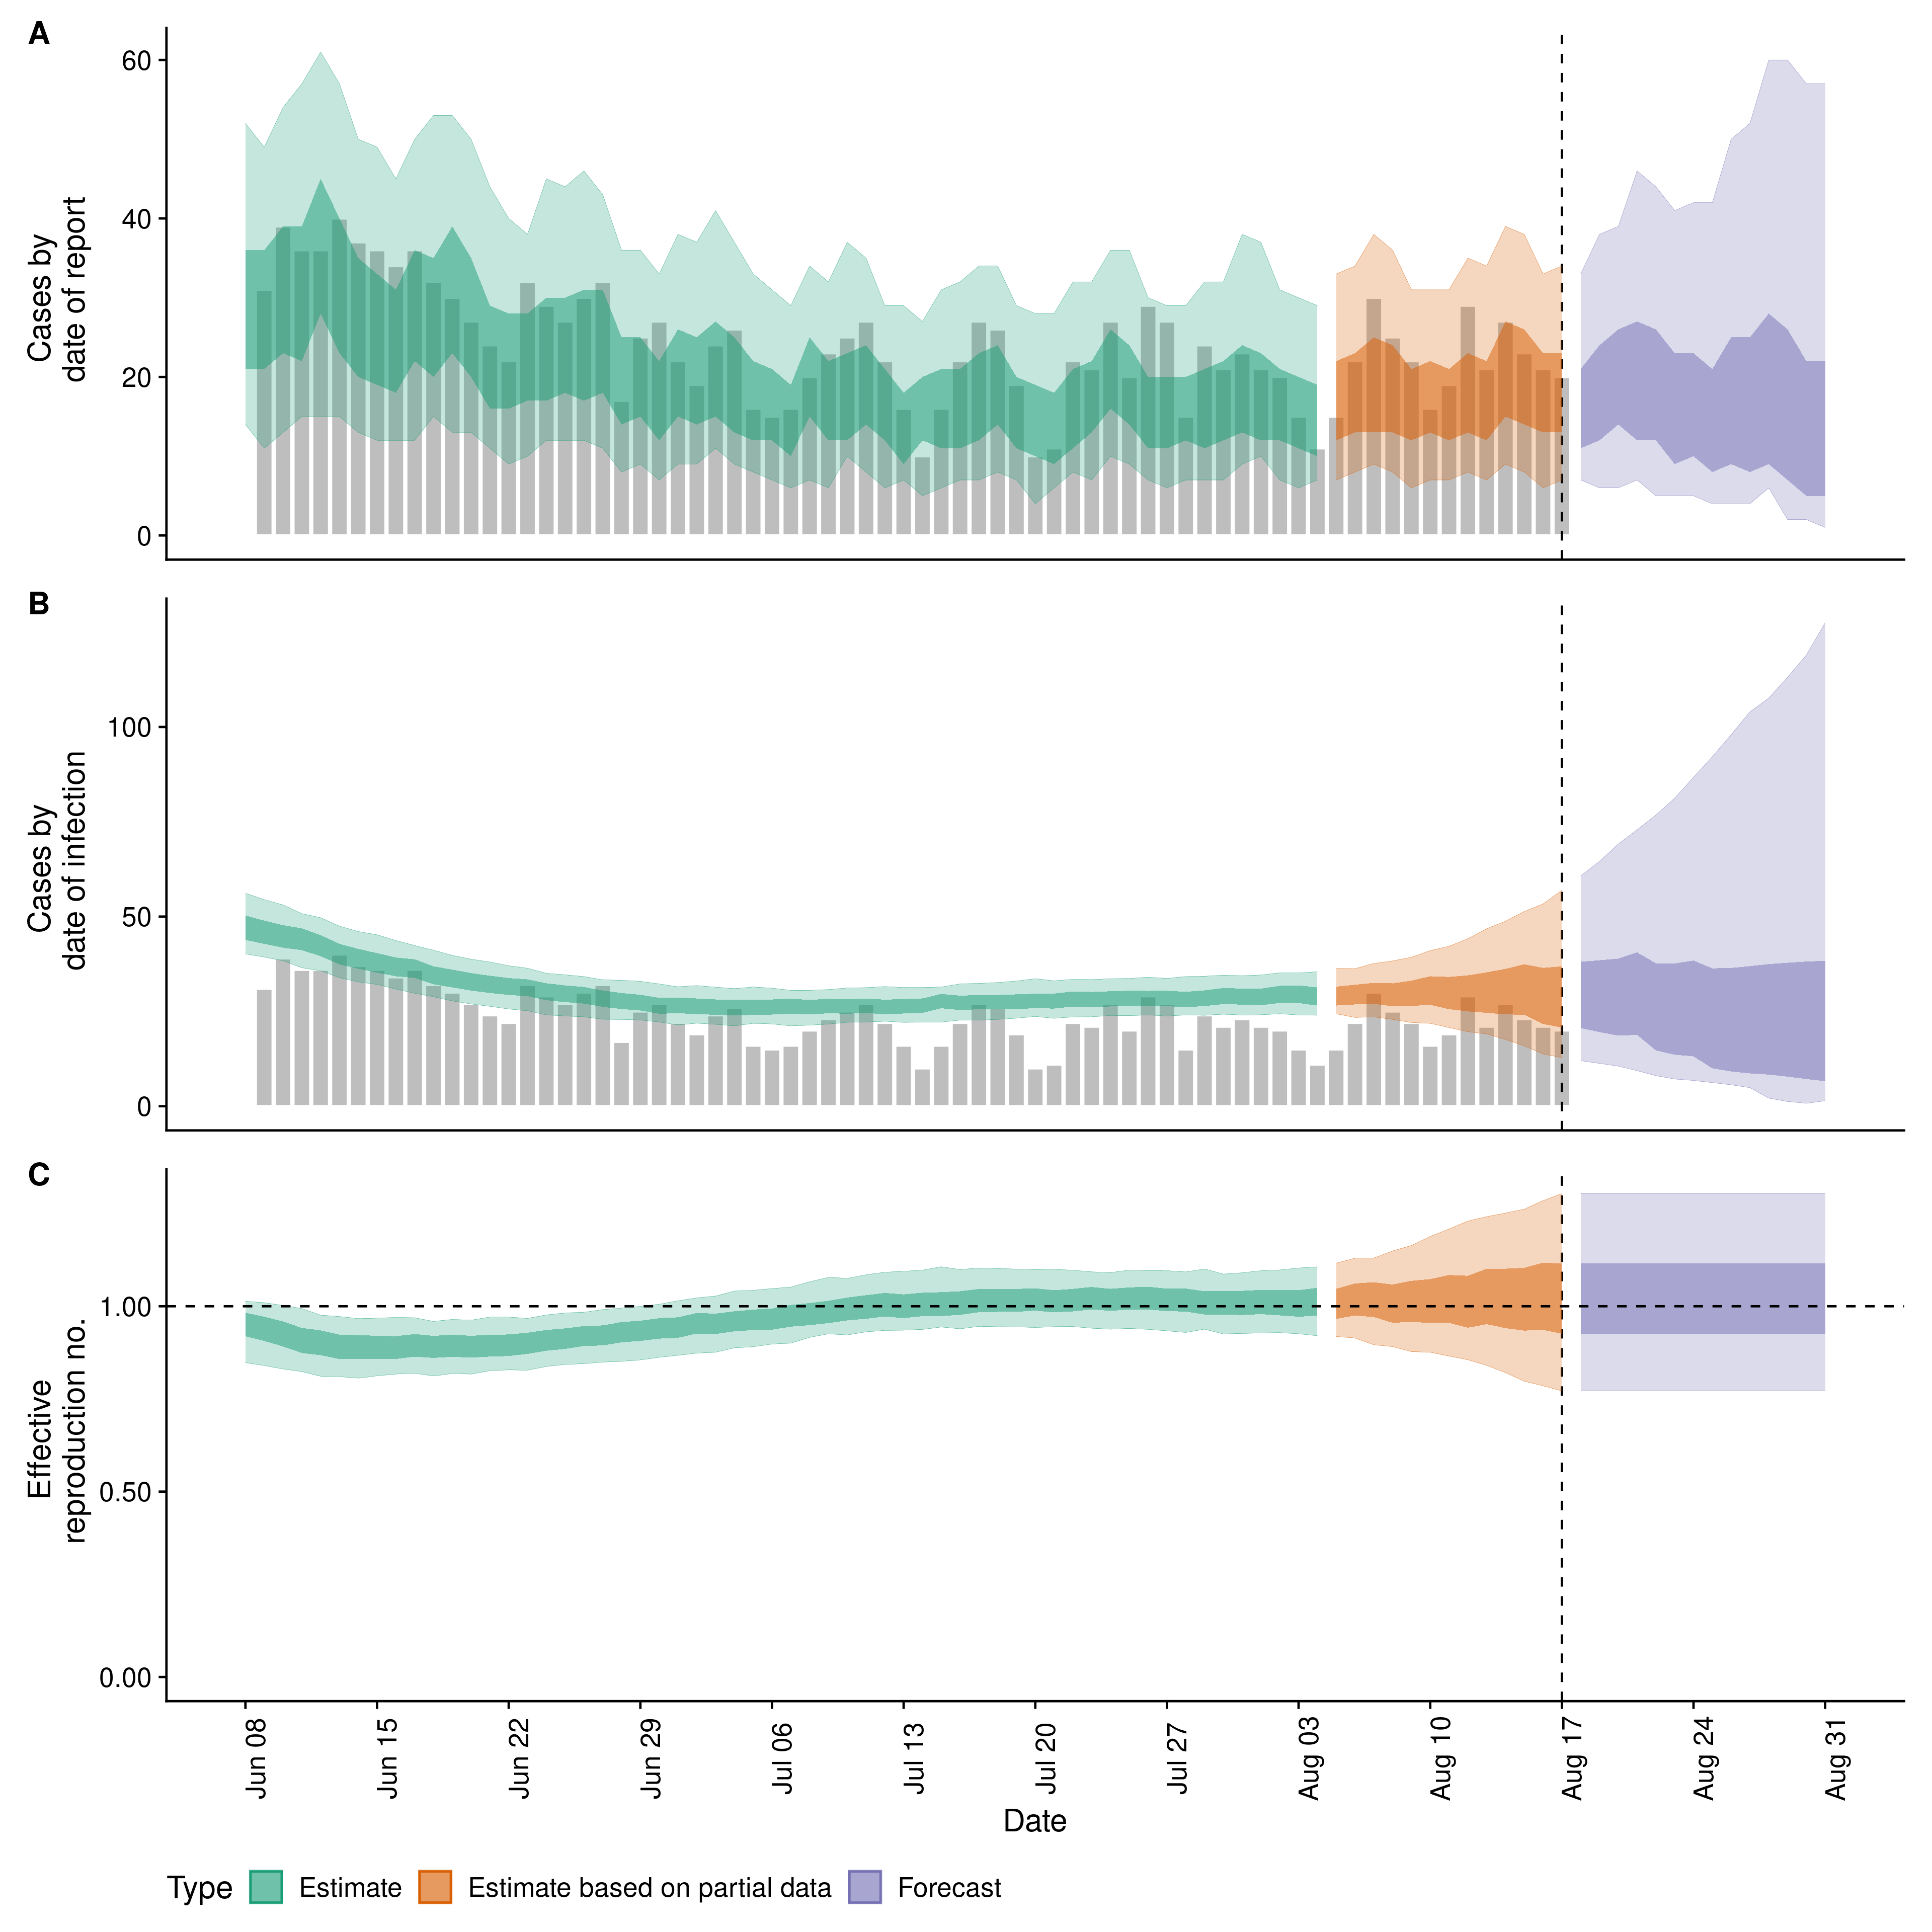 A
Cases by
date of report
60
40
20
0
B
Cases by
date of infection
100
50
0
C
Effective
reproduction no.
1.00
0.50
0.00
Jun 08
Jun 15
Jun 22
Jun 29
Jul 06
Jul 13
Jul 20
Jul 27
Aug 03
Aug 10
Aug 17
Aug 24
Aug 31
Date
Type Estimate Estimate based on partial data Forecast